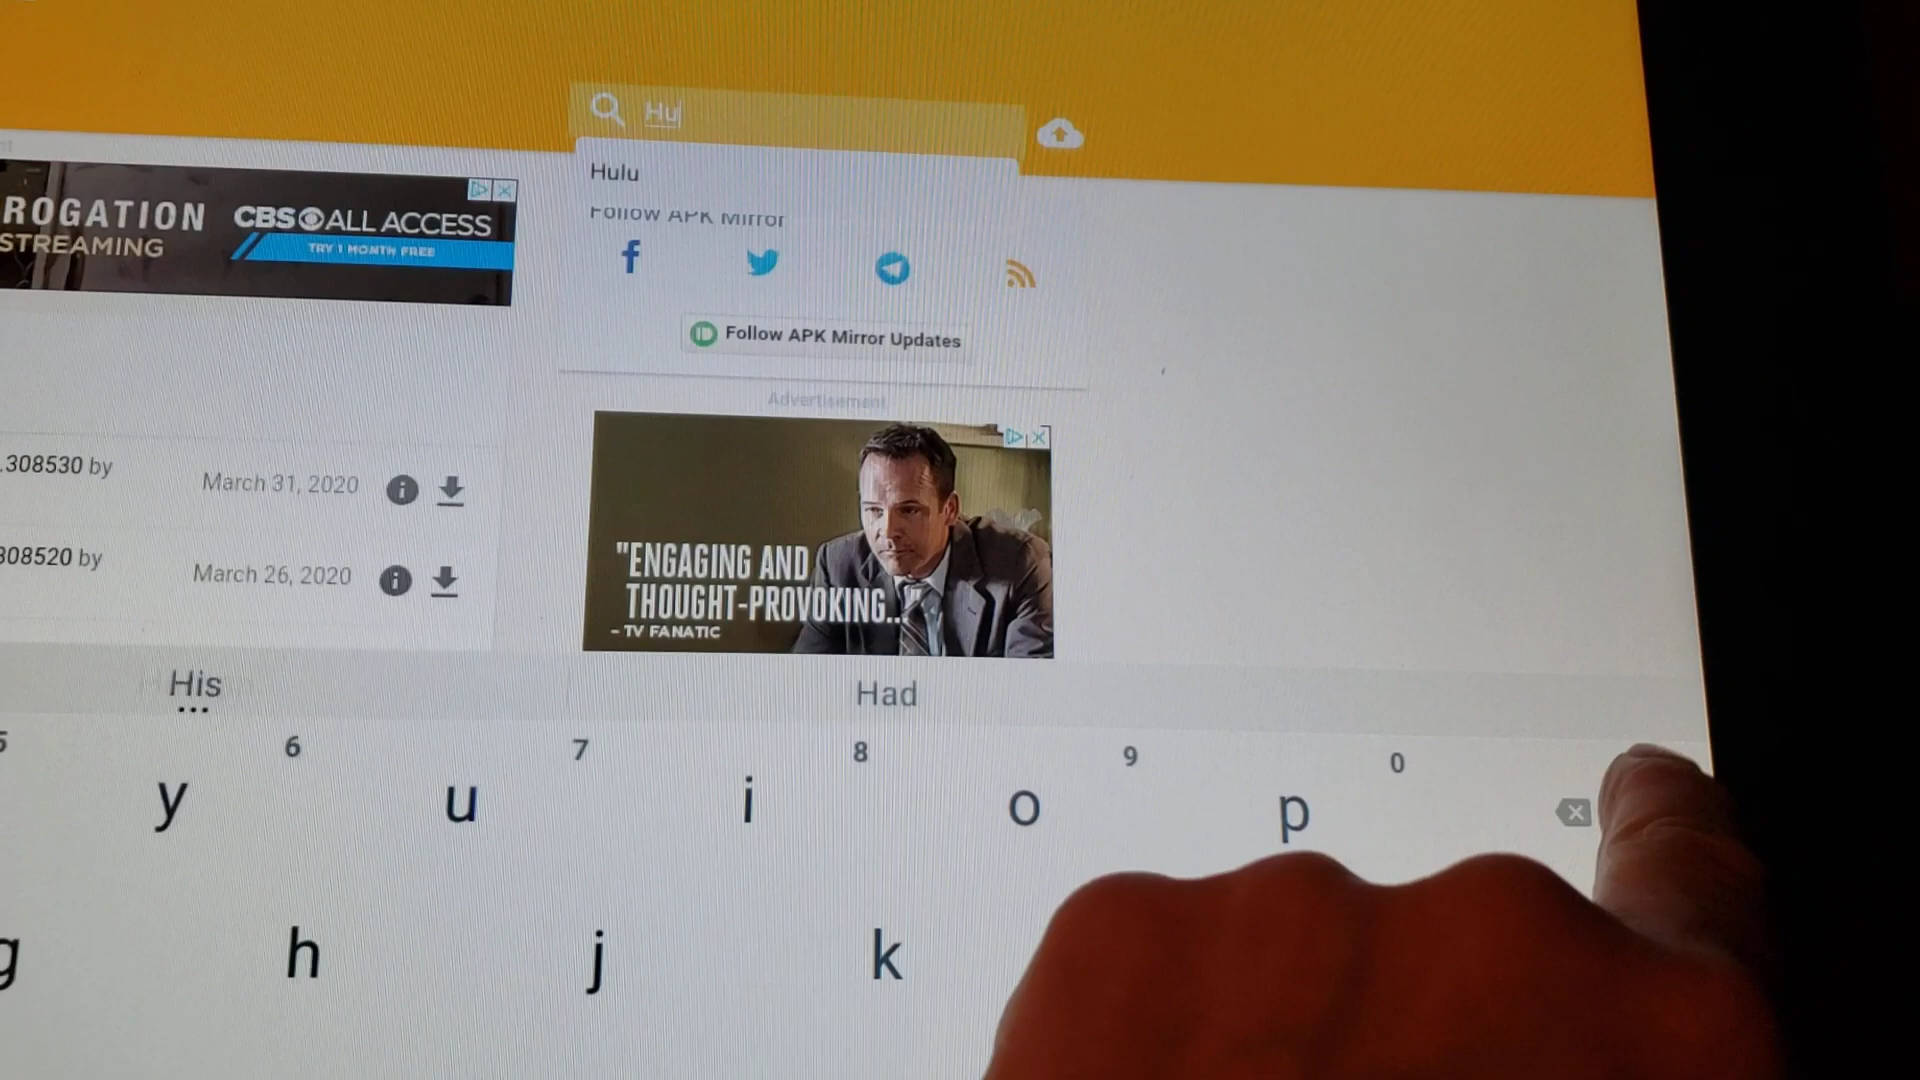 Hu
Hulu
Follow APK Mirror
ROGATION
STREAMING
CBS ALL ACCESS
TRY 1 MONTH FREE
Follow APK Mirror Updates
Advertisement
"ENGAGING AND
THOUGHT-PROVOKING..."
- TV FANATIC
.308530 by
March 31, 2020
308520 by
March 26, 2020
His
Had
5 6 7 8 9 0
y u i o p
g h j k